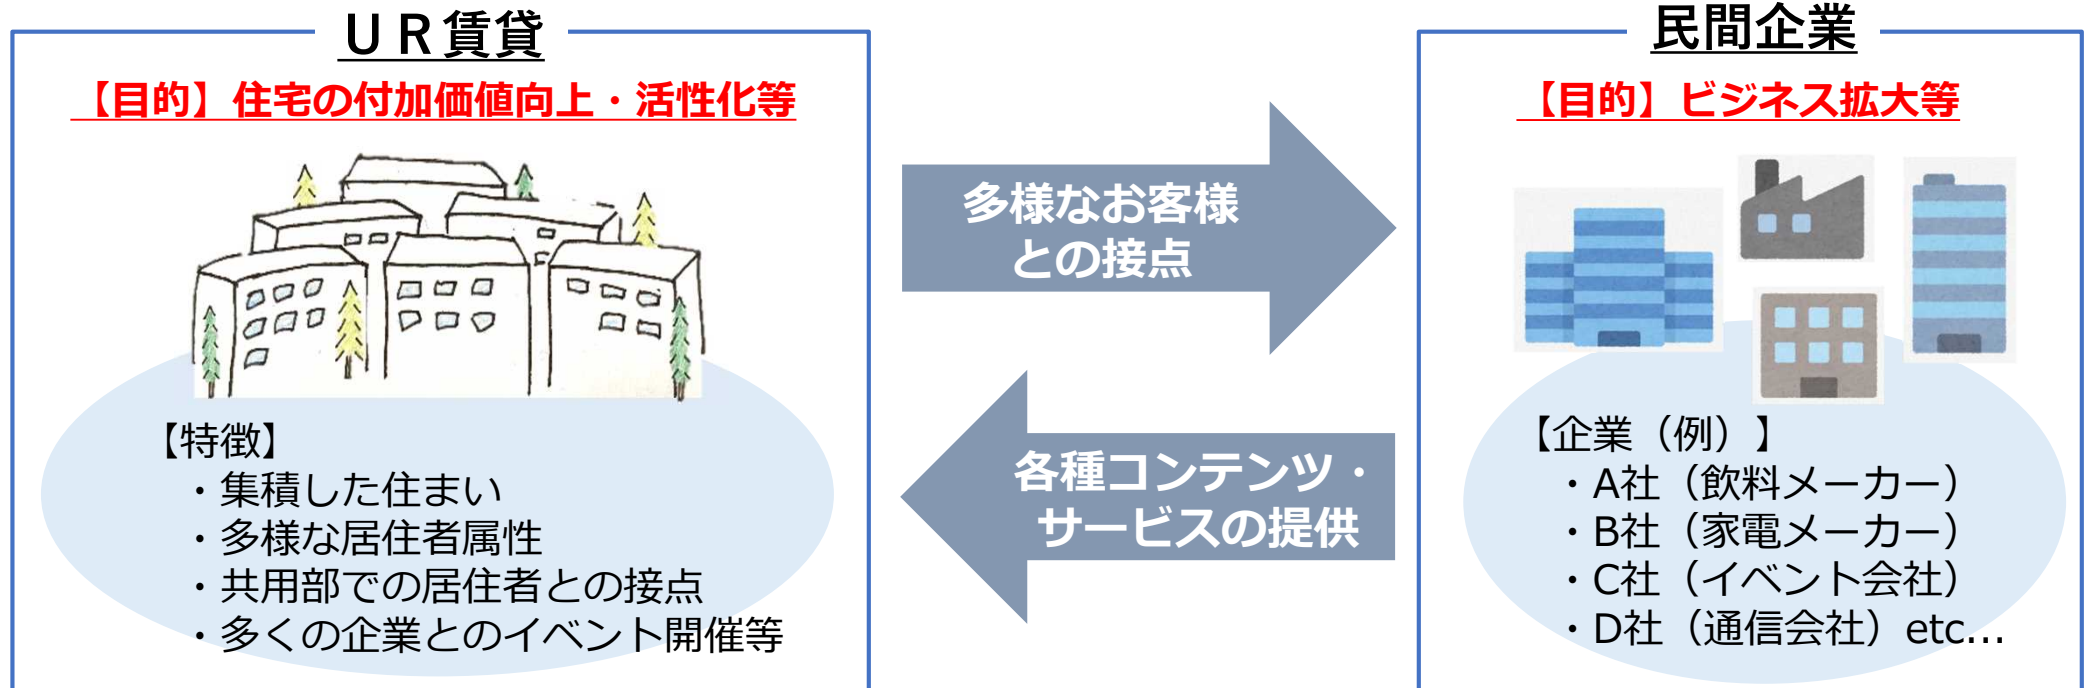 ＵＲ賃貸
【目的】住宅の付加価値向上・活性化等
【特徴】
・集積した住まい
・多様な居住者属性
・共用部での居住者との接点
・多くの企業とのイベント開催等
多様なお客様
との接点
各種コンテンツ・
サービスの提供
民間企業
【目的】ビジネス拡大等
【企業（例）】
・A社（飲料メーカー）
・B社（家電メーカー）
・C社（イベント会社）
・D社（通信会社）etc…